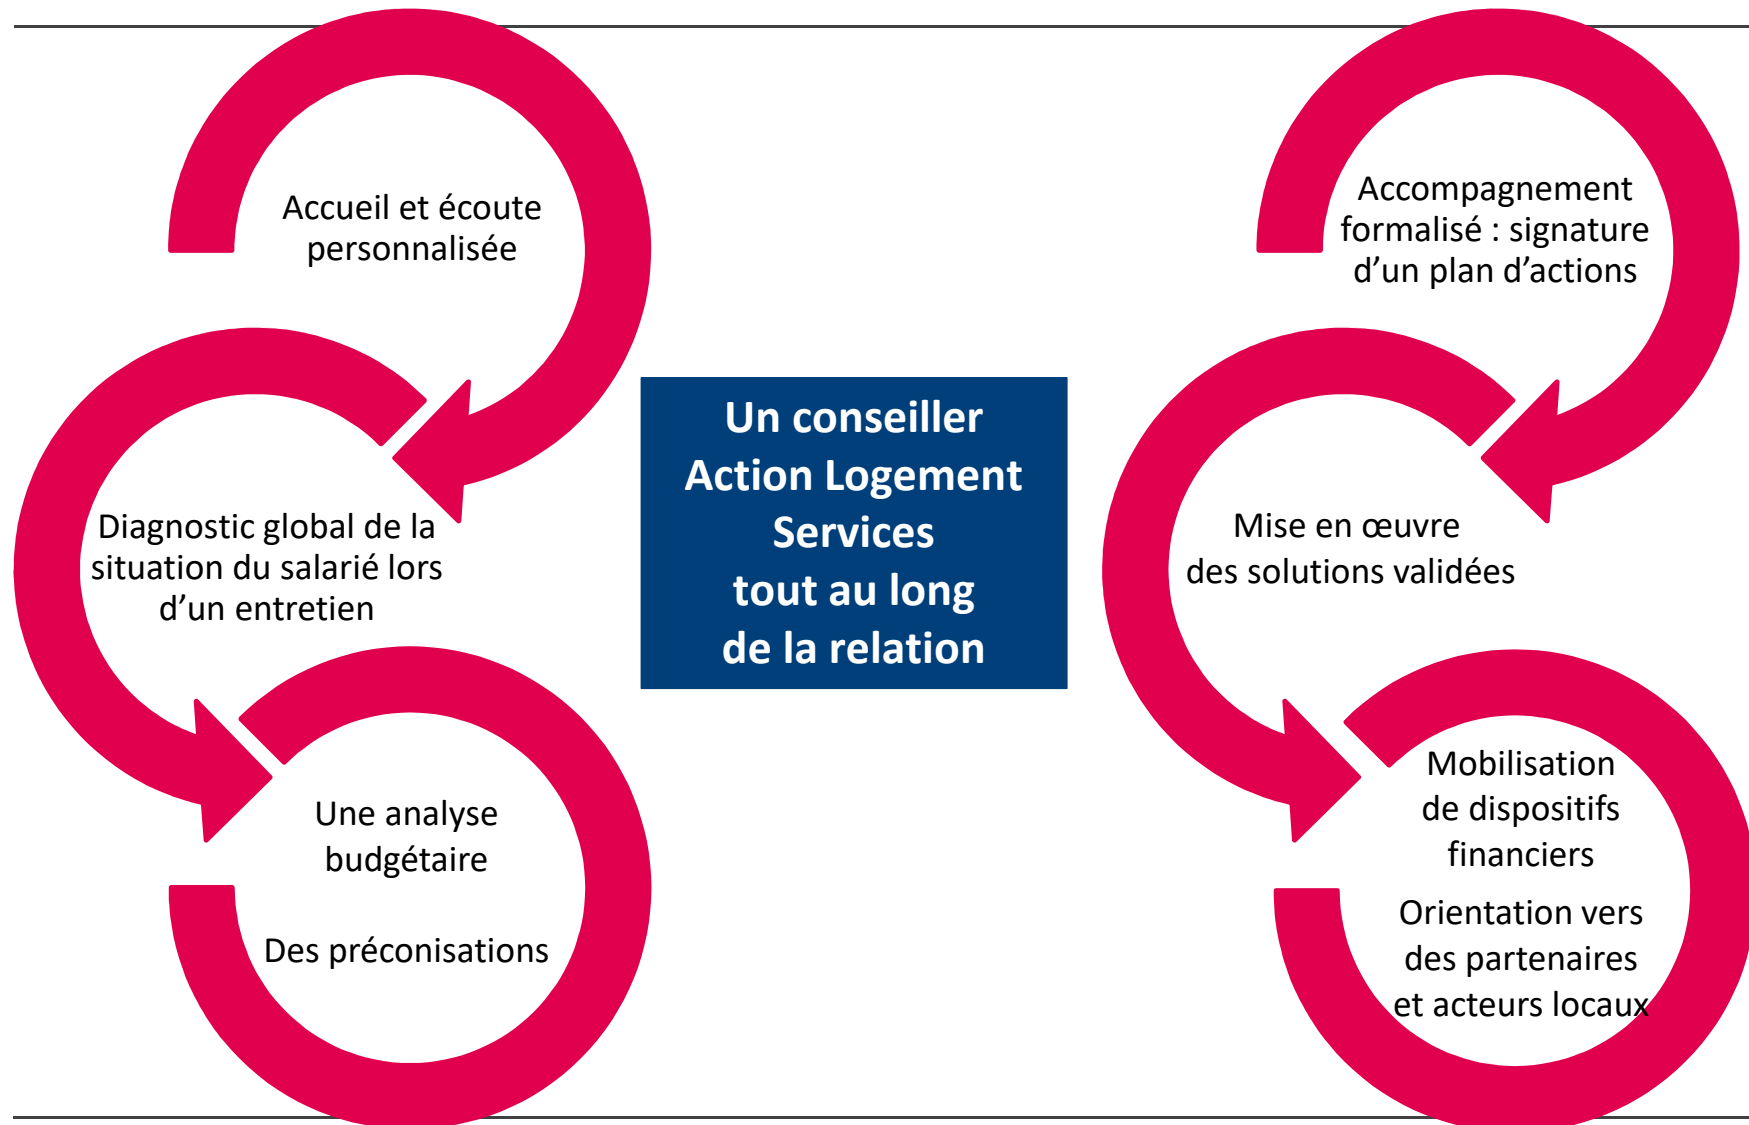 Accueil et écoute
personnalisée
Diagnostic global de la
situation du salarié lors
d’un entretien
Une analyse
budgétaire
Des préconisations
Un conseiller
Action Logement
Services
tout au long
de la relation
Accompagnement
formalisé : signature
d’un plan d’actions
Mise en œuvre
des solutions validées
Mobilisation
de dispositifs
financiers
Orientation vers
des partenaires
et acteurs locaux